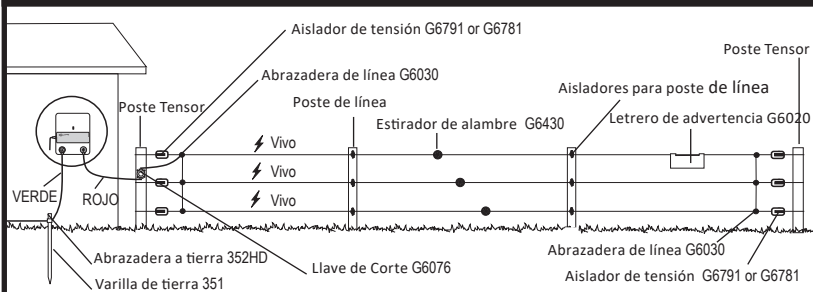 Aislador de tensión G6791 or G6781
Poste Tensor
Abrazadera de línea G6030
Aisladores para poste de línea
Poste Tensor
Poste de línea
Estirador de alambre G6430
Letrero de advertencia G6020
Vivo
Vivo
Vivo
VERDE
ROJO
Abrazadera de línea G6030
Abrazadera a tierra 352HD
Llave de Corte G6076
Aislador de tensión G6791 or G6781
Varilla de tierra 351